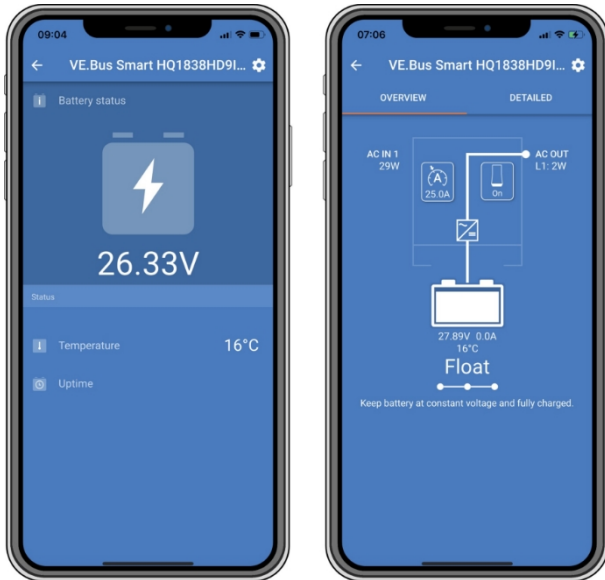 09:04
VE.Bus Smart HQ1838HD9I...
Battery status
26.33V
Status
Temperature 16°C
Uptime
07:06
VE.Bus Smart HQ1838HD9I...
OVERVIEW DETAILED
AC IN 1
29W
AC OUT
L1: 2W
A
25.0A
On
27.89V 0.0A
16°C
Float
Keep battery at constant voltage and fully charged.